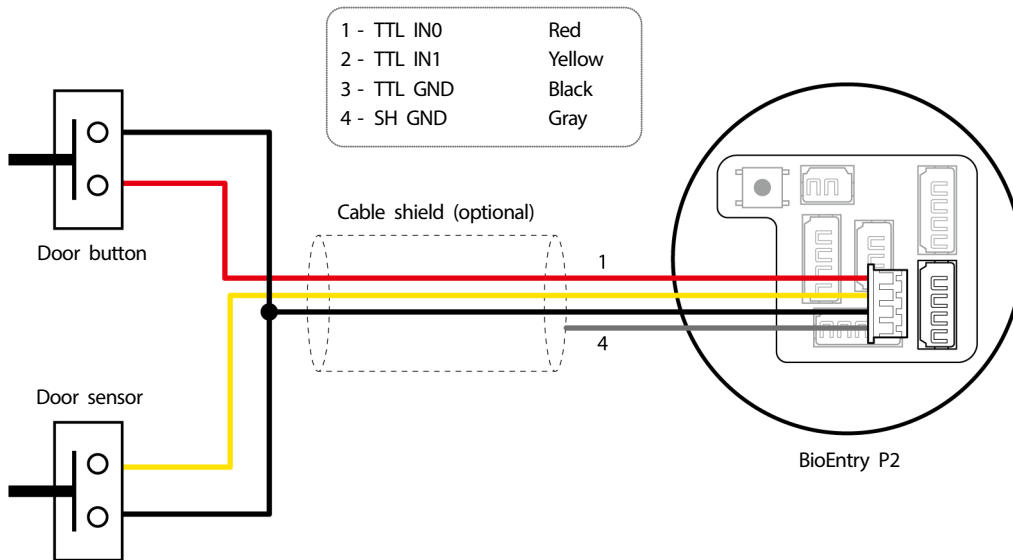 1 - TTL IN0 Red
2 - TTL IN1 Yellow
3 - TTL GND Black
4 - SH GND Gray
Door button
Cable shield (optional)
1
4
Door sensor
BioEntry P2